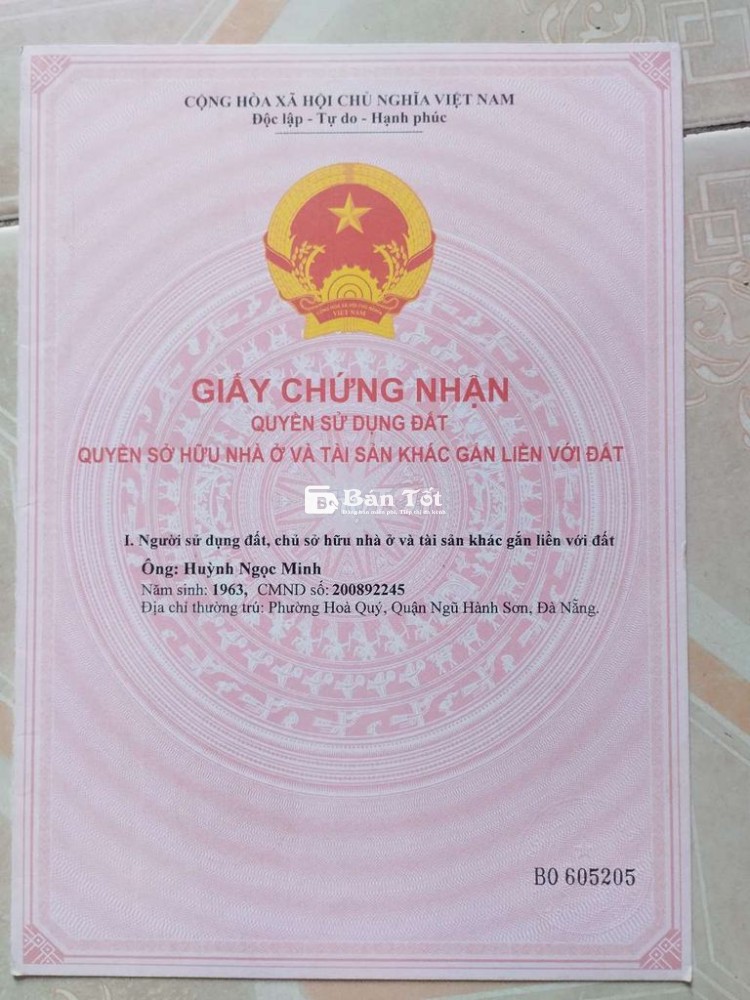 CỘNG HÒA XÃ HỘI CHỦ NGHĨA VIỆT NAM
Độc lập - Tự do - Hạnh phúc
VIỆT NAM
GIẤY CHỨNG NHẬN
QUYỀN SỬ DỤNG ĐẤT
QUYỀN SỞ HỮU NHÀ Ở VÀ TÀI SẢN KHÁC GẮN LIỀN VỚI ĐẤT
Bán Tốt
I. Người sử dụng đất, chủ sở hữu nhà ở và tài sản khác gắn liền với đất
Ông: Huỳnh Ngọc Minh
Năm sinh: 1963, CMND số: 200892245
Địa chỉ thường trú: Phường Hoà Quý, Quận Ngũ Hành Sơn, Đà Nẵng.
BO 605205